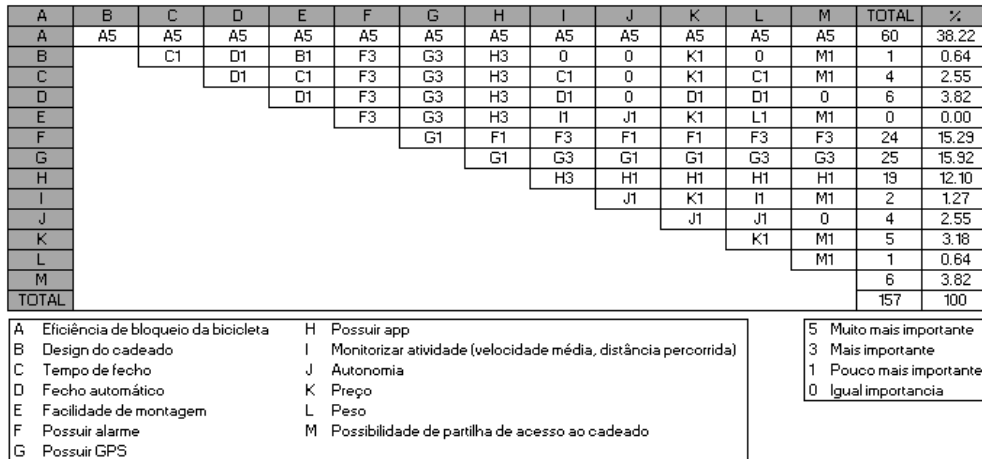 A B C D E F G H I J K L M TOTAL %
A A5 A5 A5 A5 A5 A5 A5 A5 A5 A5 A5 A5 60 38.22
B C1 D1 B1 F3 G3 H3 0 0 K1 0 M1 1 0.64
C D1 C1 F3 G3 H3 C1 0 K1 C1 M1 4 2.55
D D1 F3 G3 H3 D1 0 D1 D1 0 6 3.82
E F3 G3 H3 I1 J1 K1 L1 M1 0 0.00
F G1 F1 F3 F1 F1 F3 F3 24 15.29
G G1 G3 G1 G1 G3 G3 25 15.92
H H3 H1 H1 H1 H1 19 12.10
I J1 K1 I1 M1 2 1.27
J J1 J1 0 4 2.55
K K1 M1 5 3.18
L M1 1 0.64
M 6 3.82
TOTAL 157 100
A Eficiência de bloqueio da bicicleta
B Design do cadeado
C Tempo de fecho
D Fecho automático
E Facilidade de montagem
F Possuir alarme
G Possuir GPS
H Possuir app
I Monitorizar atividade (velocidade média, distância percorrida)
J Autonomia
K Preço
L Peso
M Possibilidade de partilha de acesso ao cadeado
5 Muito mais importante
3 Mais importante
1 Pouco mais importante
0 Igual importancia